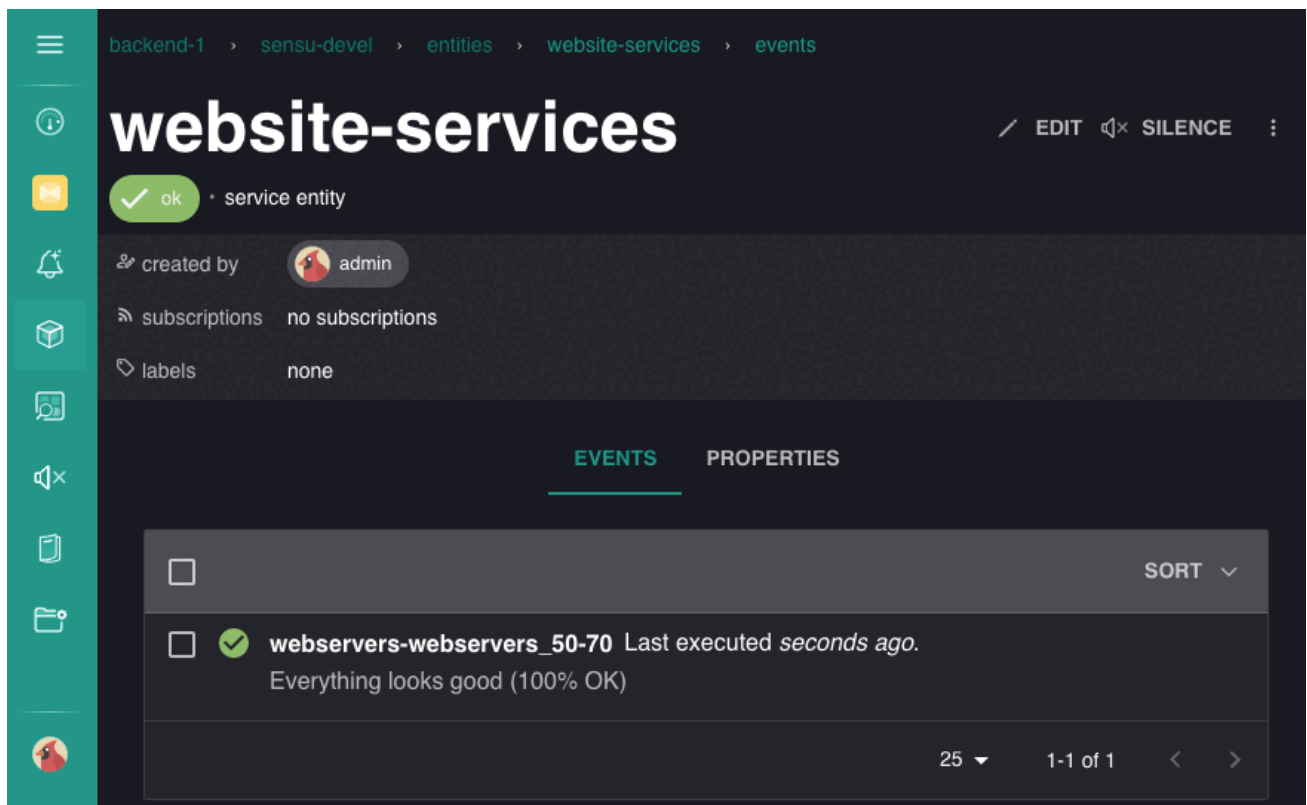 backend-1 › sensu-devel › entities › website-services › events
website-services
EDIT SILENCE
ok • service entity
created by admin
subscriptions no subscriptions
labels none
EVENTS PROPERTIES
SORT
webservers-webservers_50-70 Last executed seconds ago.
Everything looks good (100% OK)
25 1-1 of 1